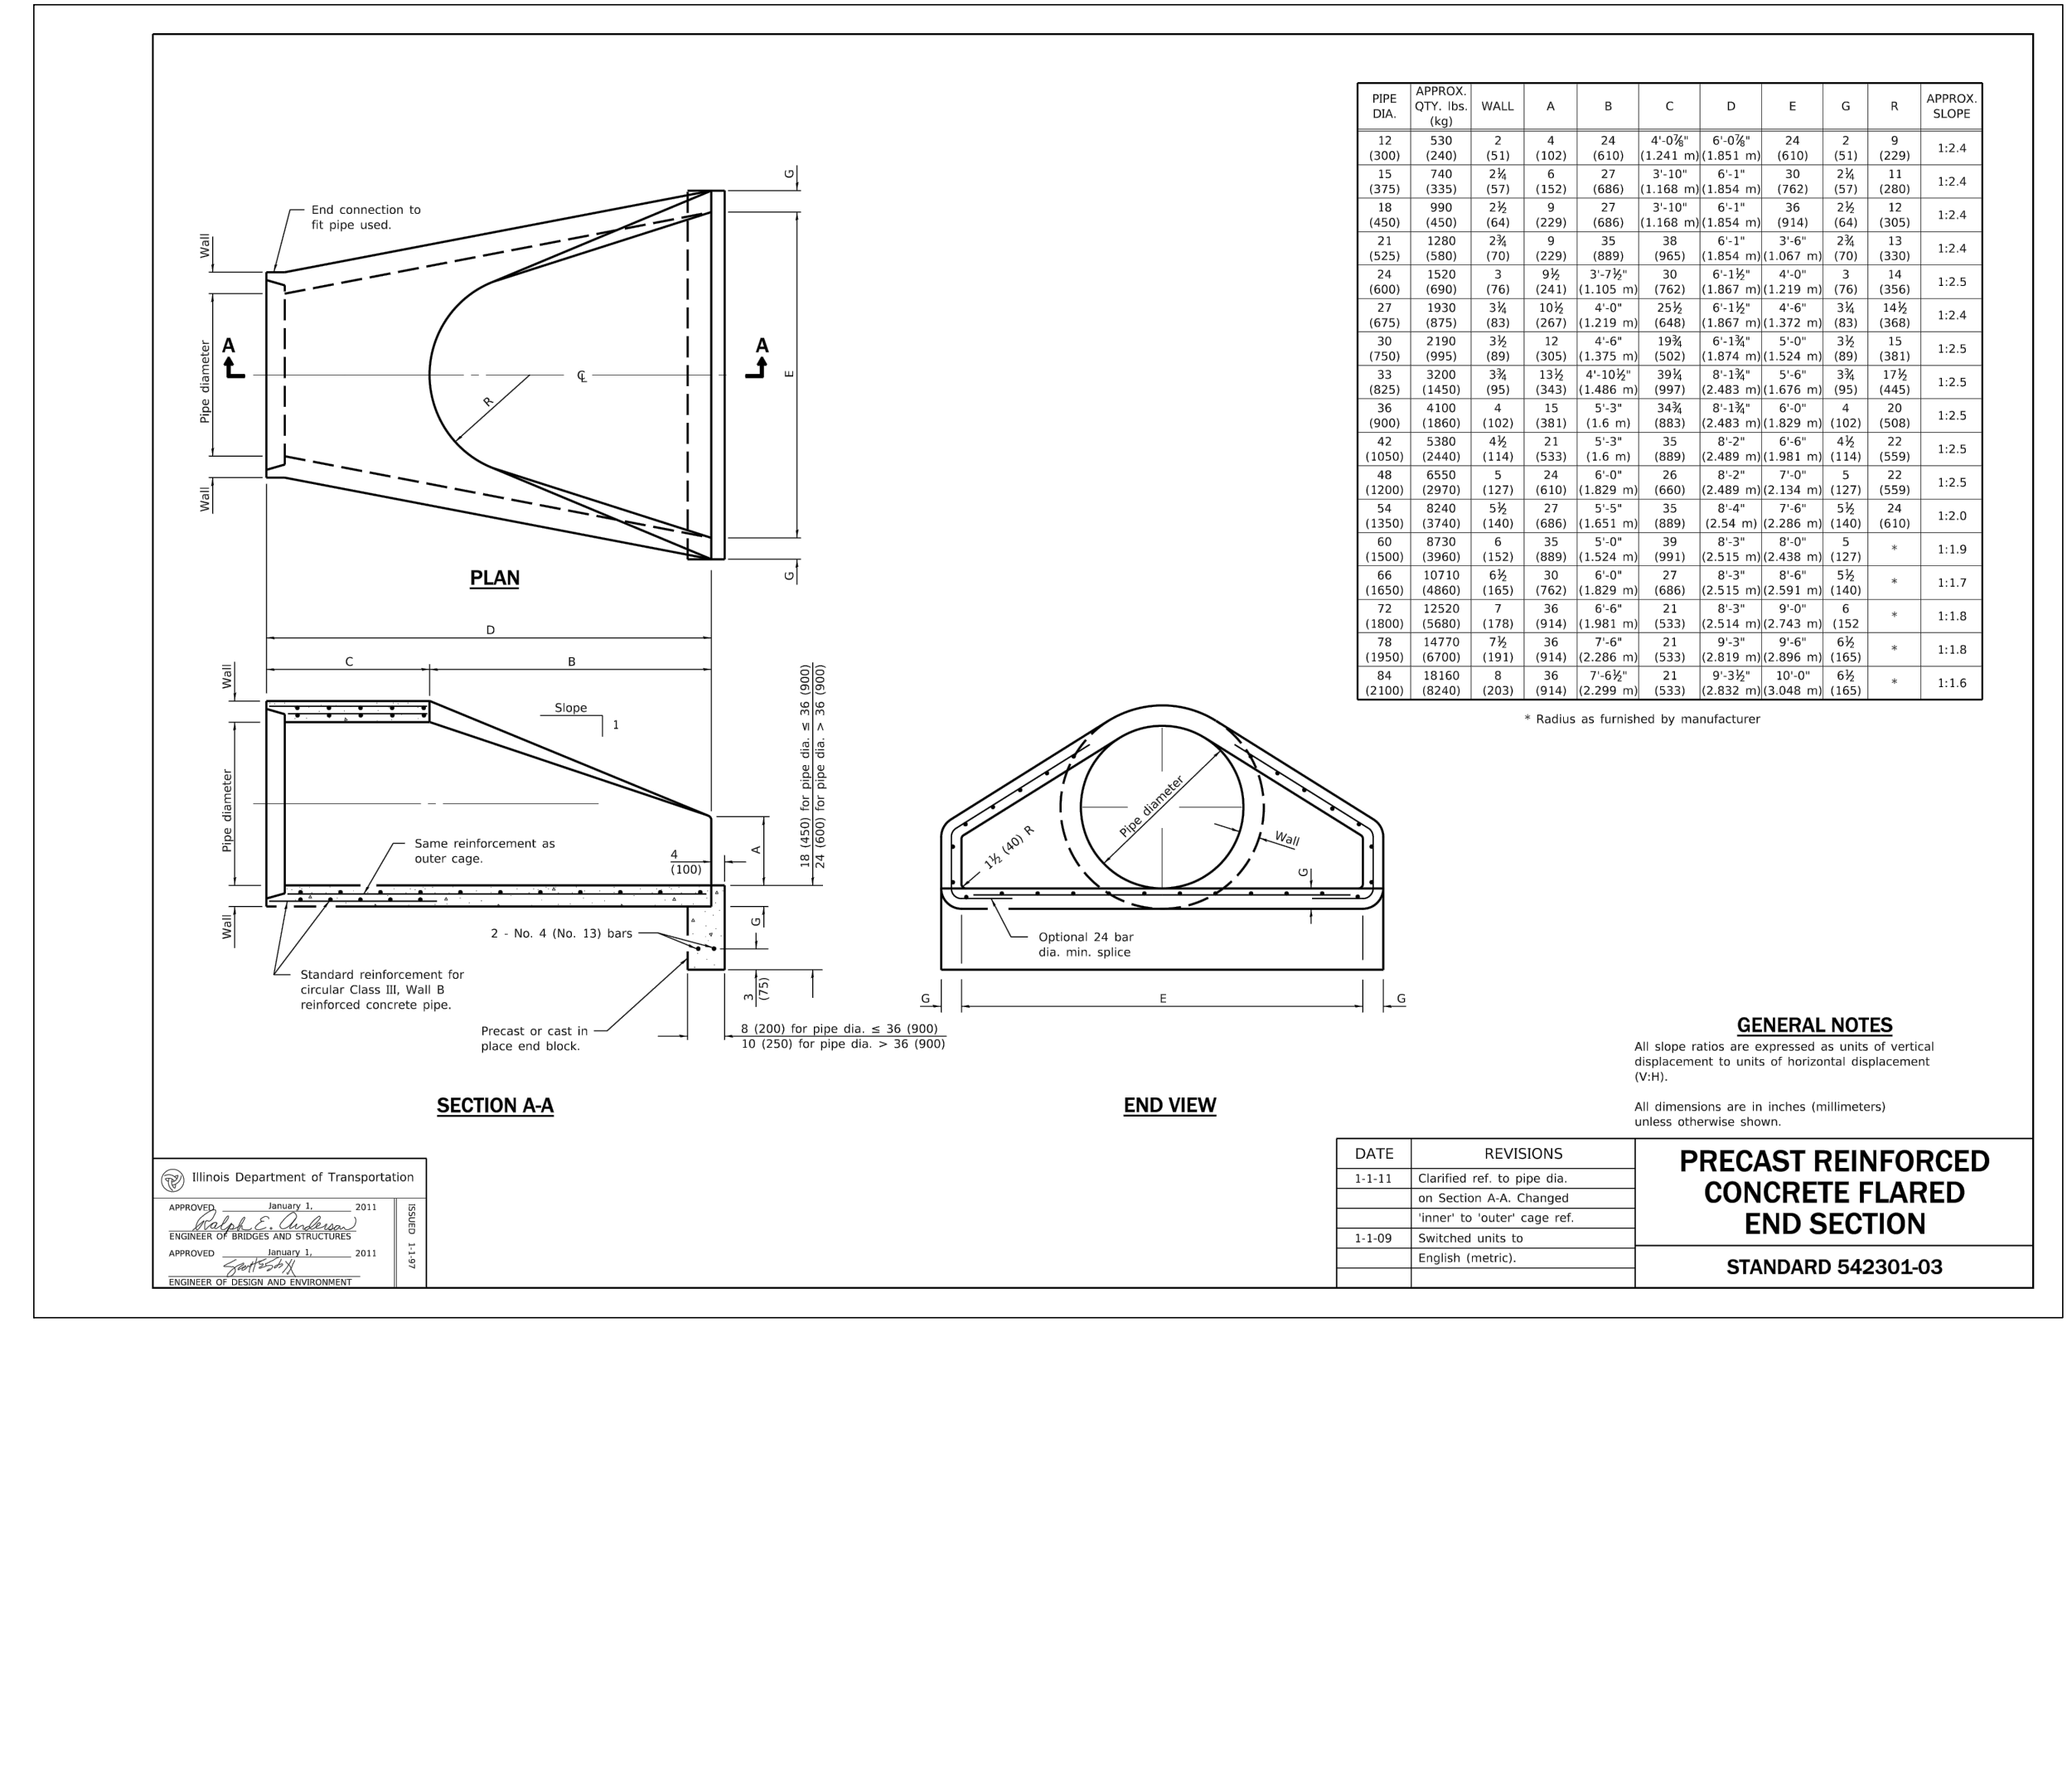 PLAN
End connection to
fit pipe used.
Wall
Pipe diameter
Wall
A
A
R
℄
G
E
G
D
C
B
SECTION A-A
Wall
Pipe diameter
Wall
Slope
1
Same reinforcement as
outer cage.
4
(100)
A
G
18 (450) for pipe dia. ≤ 36 (900)
24 (600) for pipe dia. > 36 (900)
2 - No. 4 (No. 13) bars
Standard reinforcement for
circular Class III, Wall B
reinforced concrete pipe.
Precast or cast in
place end block.
3
(75)
8 (200) for pipe dia. ≤ 36 (900)
10 (250) for pipe dia. > 36 (900)
END VIEW
Pipe diameter
Wall
1½ (40) R
G
Optional 24 bar
dia. min. splice
G
E
G
PIPE DIA. APPROX. QTY. lbs. (kg) WALL A B C D E G R APPROX. SLOPE
12 530 2 4 24 4'-0⅞" 6'-0⅞" 24 2 9 1:2.4
(300) (240) (51) (102) (610) (1.241 m) (1.851 m) (610) (51) (229)
15 740 2¼ 6 27 3'-10" 6'-1" 30 2¼ 11 1:2.4
(375) (335) (57) (152) (686) (1.168 m) (1.854 m) (762) (57) (280)
18 990 2½ 9 27 3'-10" 6'-1" 36 2½ 12 1:2.4
(450) (450) (64) (229) (686) (1.168 m) (1.854 m) (914) (64) (305)
21 1280 2¾ 9 35 38 6'-1" 3'-6" 2¾ 13 1:2.4
(525) (580) (70) (229) (889) (965) (1.854 m) (1.067 m) (70) (330)
24 1520 3 9½ 3'-7½" 30 6'-1½" 4'-0" 3 14 1:2.5
(600) (690) (76) (241) (1.105 m) (762) (1.867 m) (1.219 m) (76) (356)
27 1930 3¼ 10½ 4'-0" 25½ 6'-1½" 4'-6" 3¼ 14½ 1:2.4
(675) (875) (83) (267) (1.219 m) (648) (1.867 m) (1.372 m) (83) (368)
30 2190 3½ 12 4'-6" 19¾ 6'-1¾" 5'-0" 3½ 15 1:2.5
(750) (995) (89) (305) (1.375 m) (502) (1.874 m) (1.524 m) (89) (381)
33 3200 3¾ 13½ 4'-10½" 39¼ 8'-1¾" 5'-6" 3¾ 17½ 1:2.5
(825) (1450) (95) (343) (1.486 m) (997) (2.483 m) (1.676 m) (95) (445)
36 4100 4 15 5'-3" 34¾ 8'-1¾" 6'-0" 4 20 1:2.5
(900) (1860) (102) (381) (1.6 m) (883) (2.483 m) (1.829 m) (102) (508)
42 5380 4½ 21 5'-3" 35 8'-2" 6'-6" 4½ 22 1:2.5
(1050) (2440) (114) (533) (1.6 m) (889) (2.489 m) (1.981 m) (114) (559)
48 6550 5 24 6'-0" 26 8'-2" 7'-0" 5 22 1:2.5
(1200) (2970) (127) (610) (1.829 m) (660) (2.489 m) (2.134 m) (127) (559)
54 8240 5½ 27 5'-5" 35 8'-4" 7'-6" 5½ 24 1:2.0
(1350) (3740) (140) (686) (1.651 m) (889) (2.54 m) (2.286 m) (140) (610)
60 8730 6 35 5'-0" 39 8'-3" 8'-0" 5 * 1:1.9
(1500) (3960) (152) (889) (1.524 m) (991) (2.515 m) (2.438 m) (127)
66 10710 6½ 30 6'-0" 27 8'-3" 8'-6" 5½ * 1:1.7
(1650) (4860) (165) (762) (1.829 m) (686) (2.515 m) (2.591 m) (140)
72 12520 7 36 6'-6" 21 8'-3" 9'-0" 6 * 1:1.8
(1800) (5680) (178) (914) (1.981 m) (533) (2.514 m) (2.743 m) (152
78 14770 7½ 36 7'-6" 21 9'-3" 9'-6" 6½ * 1:1.8
(1950) (6700) (191) (914) (2.286 m) (533) (2.819 m) (2.896 m) (165)
84 18160 8 36 7'-6½" 21 9'-3½" 10'-0" 6½ * 1:1.6
(2100) (8240) (203) (914) (2.299 m) (533) (2.832 m) (3.048 m) (165)
* Radius as furnished by manufacturer
GENERAL NOTES
All slope ratios are expressed as units of vertical
displacement to units of horizontal displacement
(V:H).
All dimensions are in inches (millimeters)
unless otherwise shown.
Illinois Department of Transportation
APPROVED January 1, 2011
Ralph E. Anderson
ENGINEER OF BRIDGES AND STRUCTURES
APPROVED January 1, 2011
ENGINEER OF DESIGN AND ENVIRONMENT
ISSUED 1-1-97
DATE REVISIONS
1-1-11 Clarified ref. to pipe dia.
on Section A-A. Changed
'inner' to 'outer' cage ref.
1-1-09 Switched units to
English (metric).
PRECAST REINFORCED
CONCRETE FLARED
END SECTION
STANDARD 542301-03